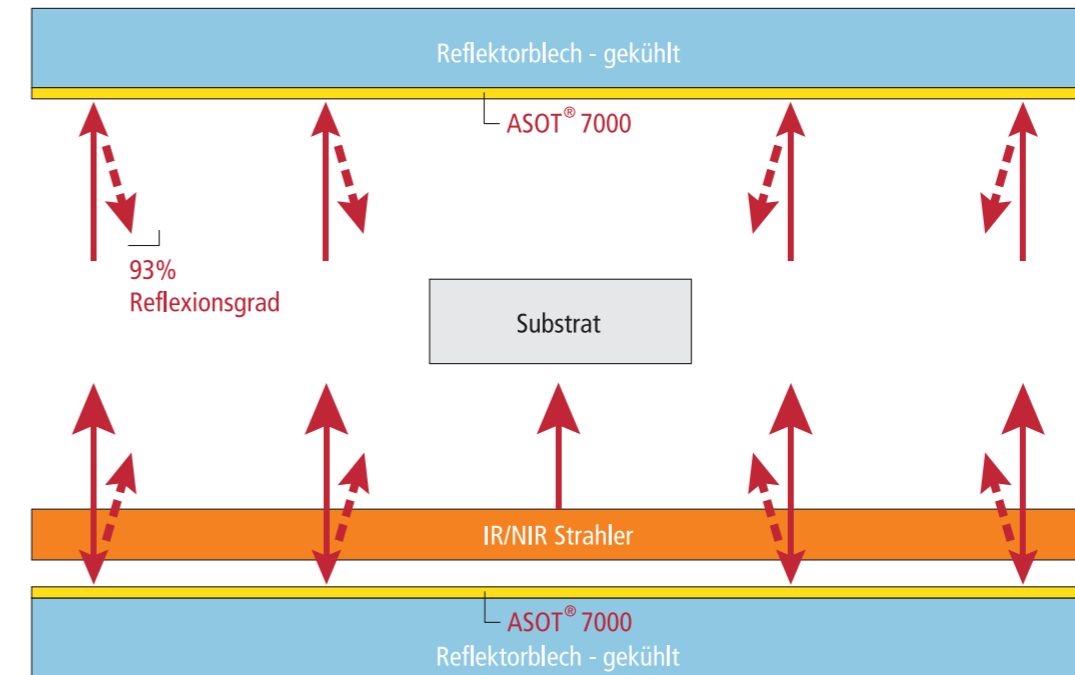 Reflektorblech - gekühlt
ASOT® 7000
93%
Reflexionsgrad
Substrat
IR/NIR Strahler
ASOT® 7000
Reflektorblech - gekühlt